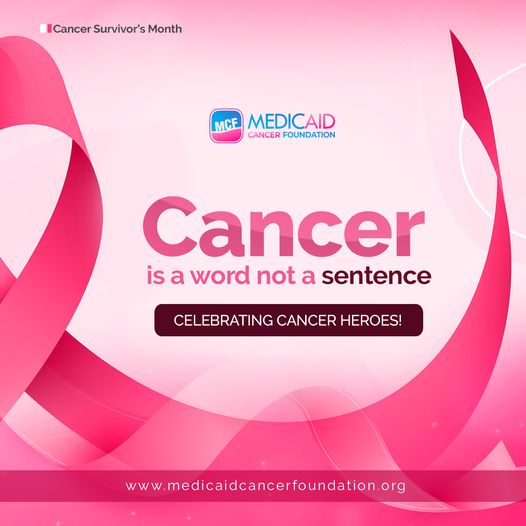 Cancer Survivor's Month
MCF
MEDICAID
CANCER FOUNDATION
Cancer
is a word not a sentence
CELEBRATING CANCER HEROES!
www.medicaidcancerfoundation.org